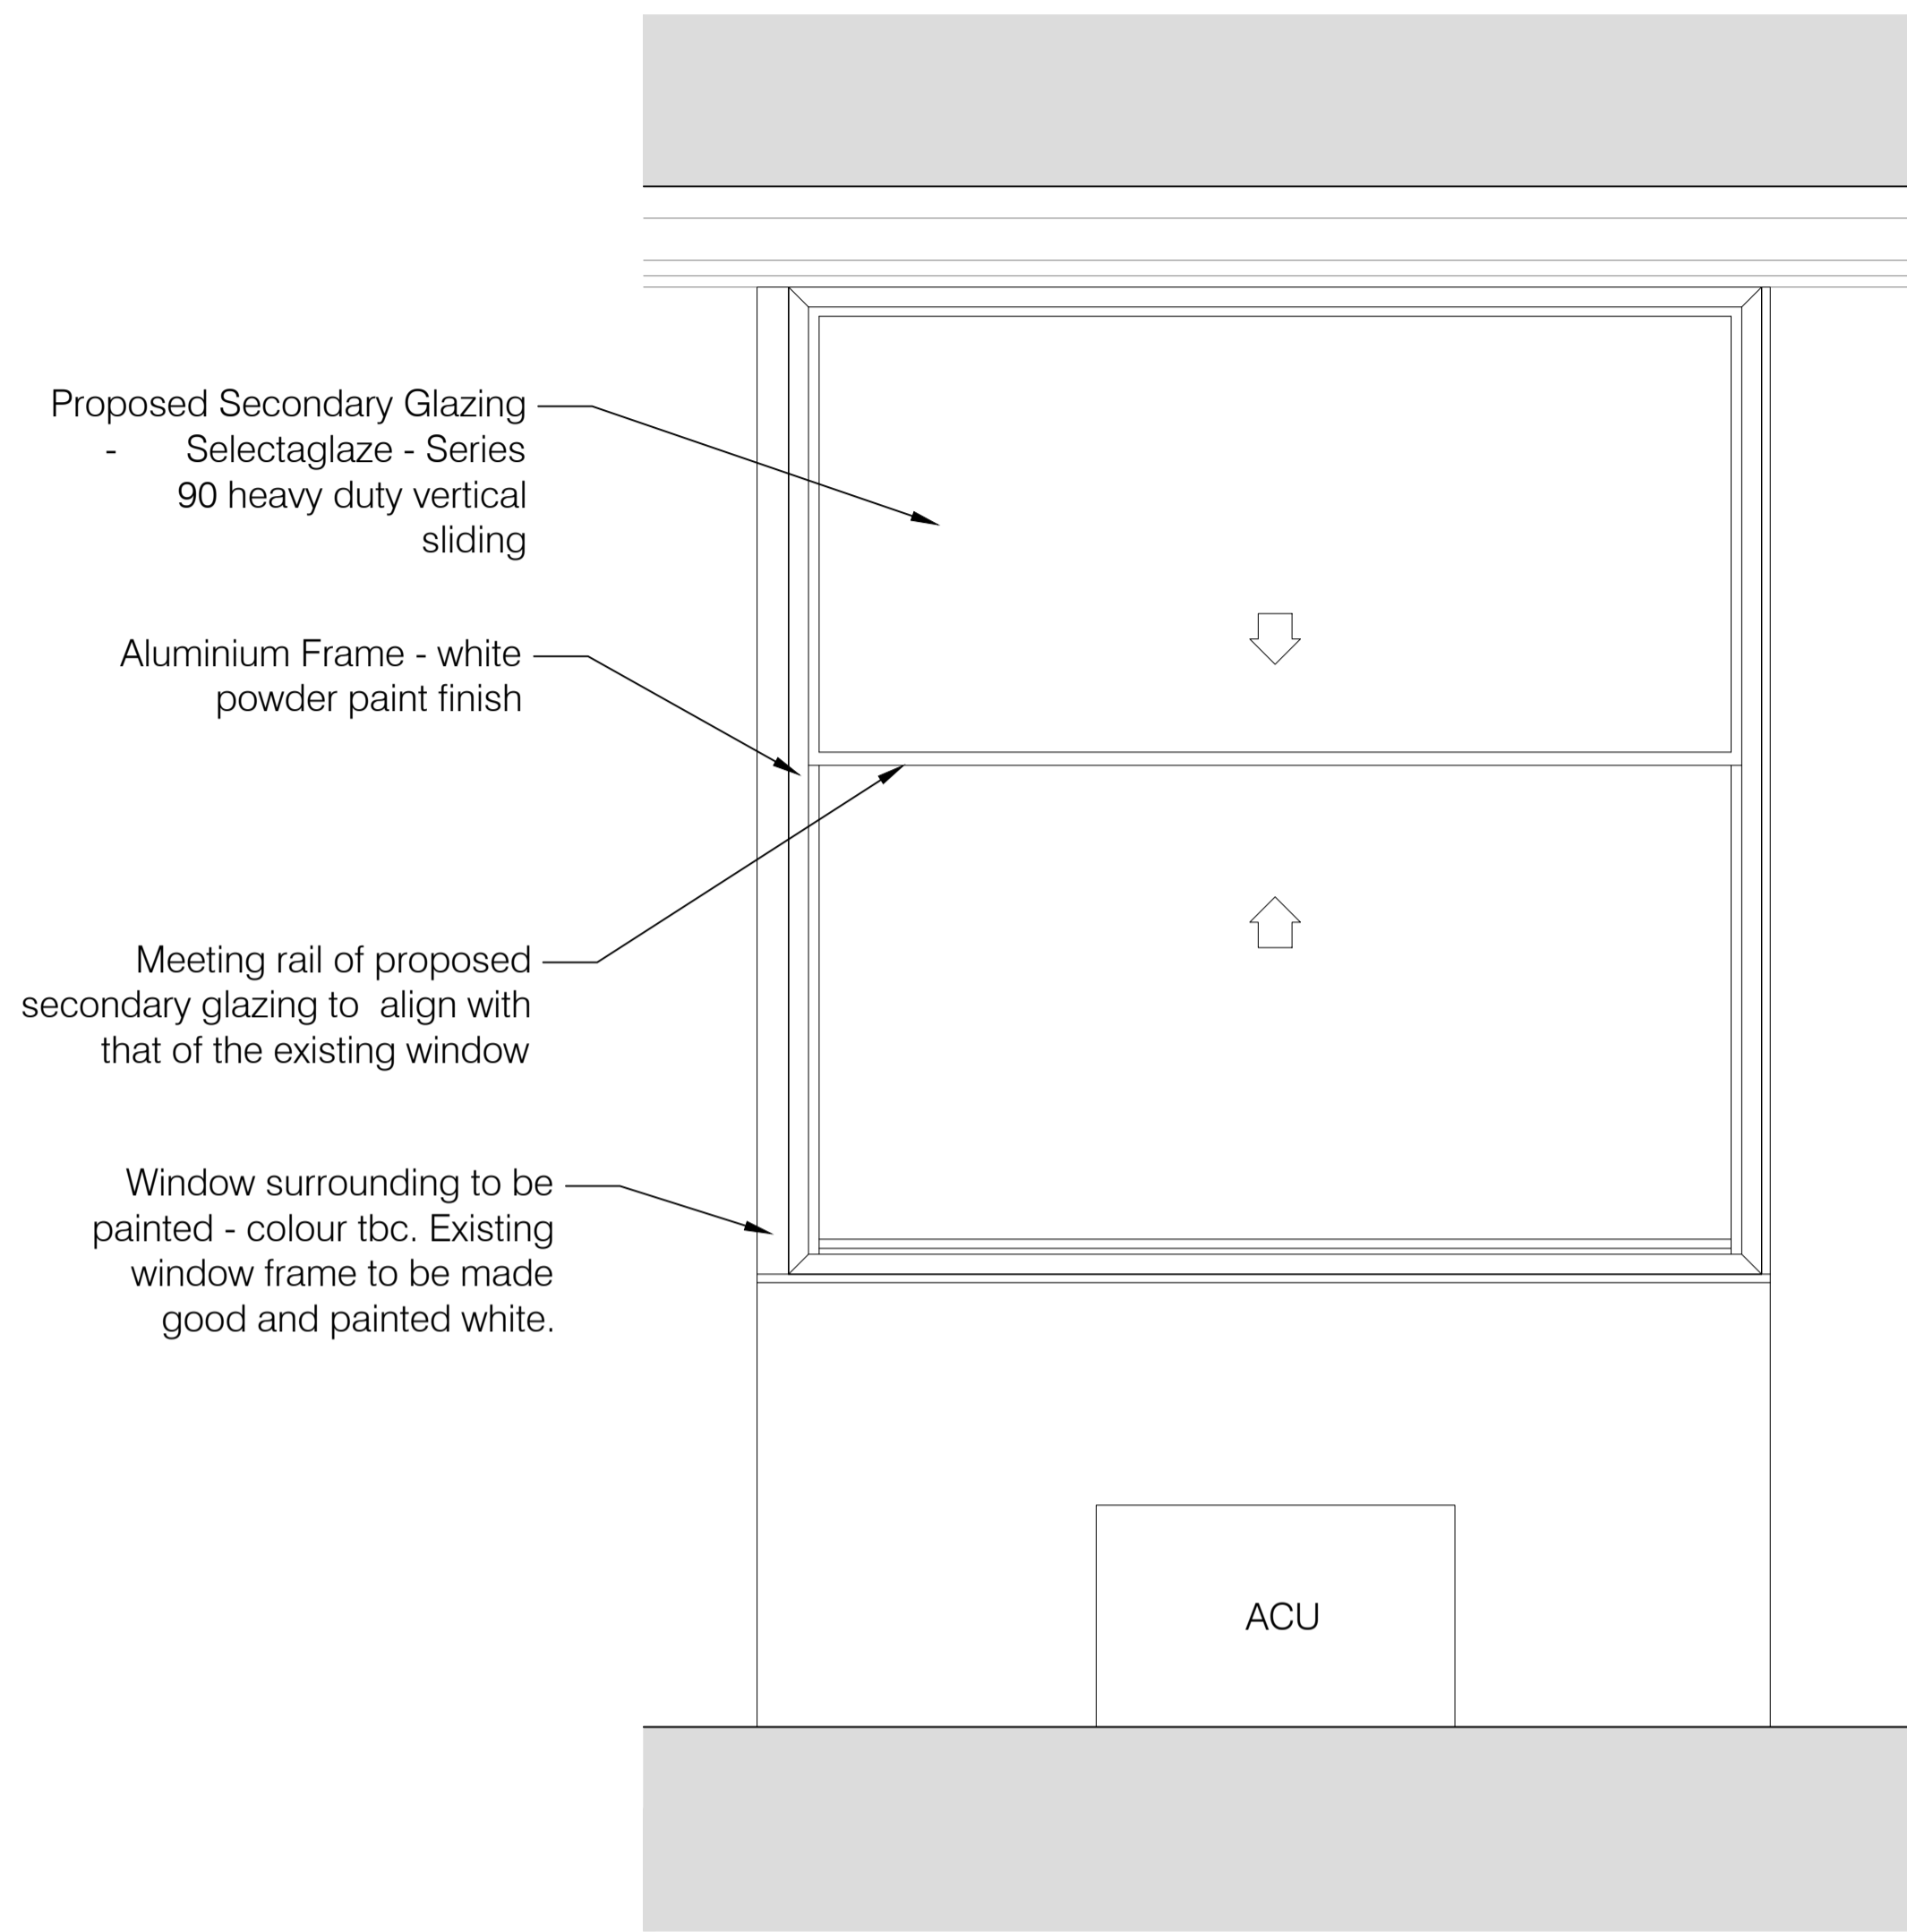 Proposed Secondary Glazing
- Selectaglaze - Series
90 heavy duty vertical
sliding
Aluminium Frame - white
powder paint finish
Meeting rail of proposed
secondary glazing to  align with
that of the existing window
Window surrounding to be
painted - colour tbc. Existing
window frame to be made
good and painted white.
ACU